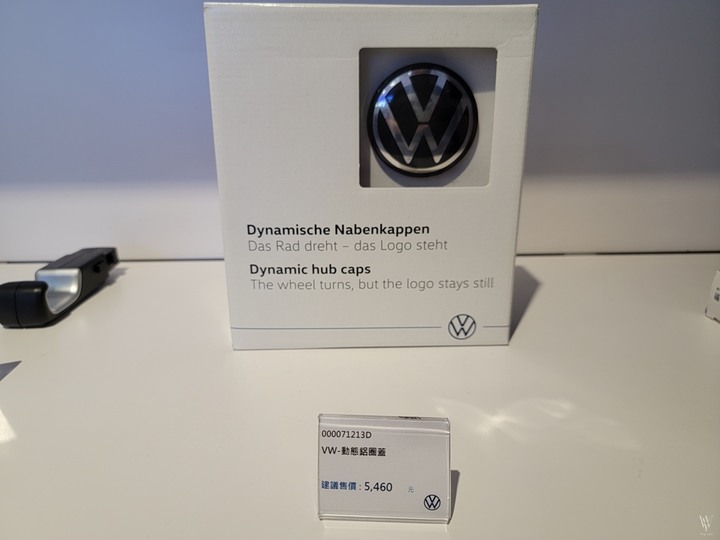 Dynamische Nabenkappen
Das Rad dreht – das Logo steht
Dynamic hub caps
The wheel turns, but the logo stays still
000071213D
VW-動態鋁圈蓋
建議售價 : 5,460 元